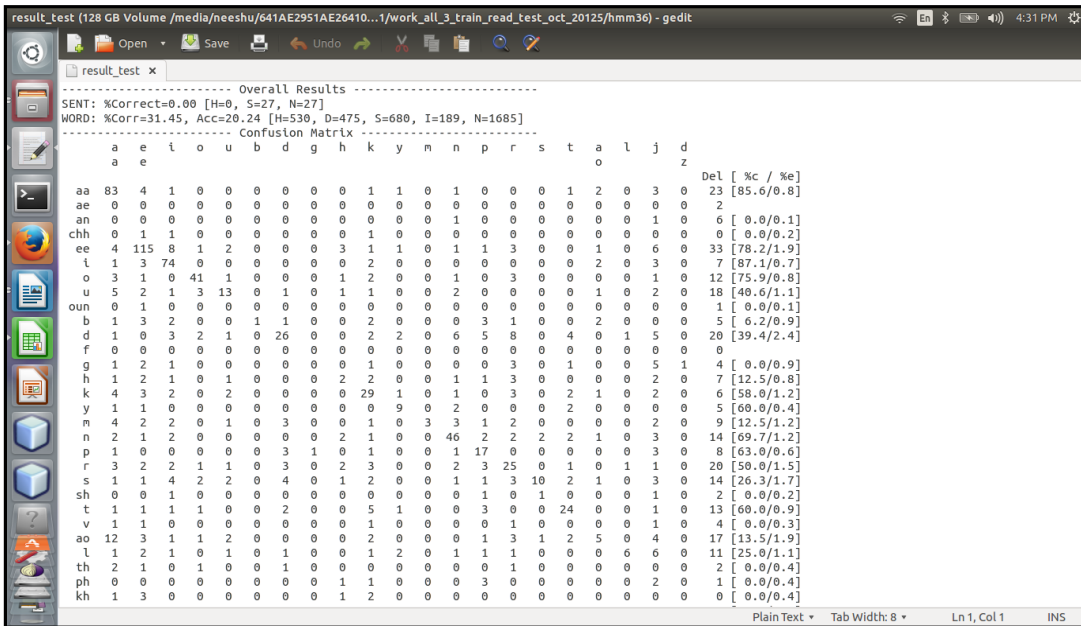 result_test (128 GB Volume /media/neeshu/641AE2951AE26410...1/work_all_3_train_read_test_oct_20125/hmm36) - gedit En 4:31 PM
Open Save Undo
result_test x
------------------------ Overall Results --------------------------
SENT: %Correct=0.00 [H=0, S=27, N=27]
WORD: %Corr=31.45, Acc=20.24 [H=530, D=475, S=680, I=189, N=1685]
------------------------ Confusion Matrix -------------------------
a e i o u b d g h k y m n p r s t a l j d
a e o z
Del [ %c / %e]
aa 83 4 1 0 0 0 0 0 0 1 1 0 1 0 0 0 1 2 0 3 0 23 [85.6/0.8]
ae 0 0 0 0 0 0 0 0 0 0 0 0 0 0 0 0 0 0 0 0 0 2
an 0 0 0 0 0 0 0 0 0 0 0 0 1 0 0 0 0 0 0 1 0 6 [ 0.0/0.1]
chh 0 1 1 0 0 0 0 0 0 1 0 0 0 0 0 0 0 0 0 0 0 0 [ 0.0/0.2]
ee 4 115 8 1 2 0 0 0 3 1 1 0 1 1 3 0 0 1 0 6 0 33 [78.2/1.9]
i 1 3 74 0 0 0 0 0 0 2 0 0 0 0 0 0 0 2 0 3 0 7 [87.1/0.7]
o 3 1 0 41 1 0 0 0 1 2 0 0 1 0 3 0 0 0 0 1 0 12 [75.9/0.8]
u 5 2 1 3 13 0 1 0 1 1 0 0 2 0 0 0 0 1 0 2 0 18 [40.6/1.1]
oun 0 1 0 0 0 0 0 0 0 0 0 0 0 0 0 0 0 0 0 0 0 1 [ 0.0/0.1]
b 1 3 2 0 0 1 1 0 0 2 0 0 0 3 1 0 0 2 0 0 0 5 [ 6.2/0.9]
d 1 0 3 2 1 0 26 0 0 2 2 0 6 5 8 0 4 0 1 5 0 20 [39.4/2.4]
f 0 0 0 0 0 0 0 0 0 0 0 0 0 0 0 0 0 0 0 0 0 0
g 1 2 1 0 0 0 0 0 0 1 0 0 0 0 3 0 1 0 0 5 1 4 [ 0.0/0.9]
h 1 2 1 0 1 0 0 0 2 2 0 0 1 1 3 0 0 0 0 2 0 7 [12.5/0.8]
k 4 3 2 0 2 0 0 0 0 29 1 0 1 0 3 0 2 1 0 2 0 6 [58.0/1.2]
y 1 1 0 0 0 0 0 0 0 0 9 0 2 0 0 0 2 0 0 0 0 5 [60.0/0.4]
m 4 2 2 0 1 0 3 0 0 1 0 3 3 1 2 0 0 0 0 2 0 9 [12.5/1.2]
n 2 1 2 0 0 0 0 0 2 1 0 0 46 2 2 2 2 1 0 3 0 14 [69.7/1.2]
p 1 0 0 0 0 0 3 1 0 1 0 0 1 17 0 0 0 0 0 3 0 8 [63.0/0.6]
r 3 2 2 1 1 0 3 0 2 3 0 0 2 3 25 0 1 0 1 1 0 20 [50.0/1.5]
s 1 1 4 2 2 0 4 0 1 2 0 0 1 1 3 10 2 1 0 3 0 14 [26.3/1.7]
sh 0 0 1 0 0 0 0 0 0 0 0 0 0 1 0 1 0 0 0 1 0 2 [ 0.0/0.2]
t 1 1 1 1 0 0 2 0 0 5 1 0 0 3 0 0 24 0 0 1 0 13 [60.0/0.9]
v 1 1 0 0 0 0 0 0 0 1 0 0 0 0 1 0 0 0 0 1 0 4 [ 0.0/0.3]
ao 12 3 1 1 2 0 0 0 0 2 0 0 0 1 3 1 2 5 0 4 0 17 [13.5/1.9]
l 1 2 1 0 1 0 1 0 0 1 2 0 1 1 1 0 0 0 6 6 0 11 [25.0/1.1]
th 2 1 0 1 0 0 1 0 0 0 0 0 0 0 1 0 0 0 0 0 0 2 [ 0.0/0.4]
ph 0 0 0 0 0 0 0 0 1 1 0 0 0 3 0 0 0 0 0 2 0 1 [ 0.0/0.4]
kh 1 3 0 0 0 0 0 0 1 2 0 0 0 0 0 0 0 0 0 0 0 0 [ 0.0/0.4]
Plain Text Tab Width: 8 Ln 1, Col 1 INS